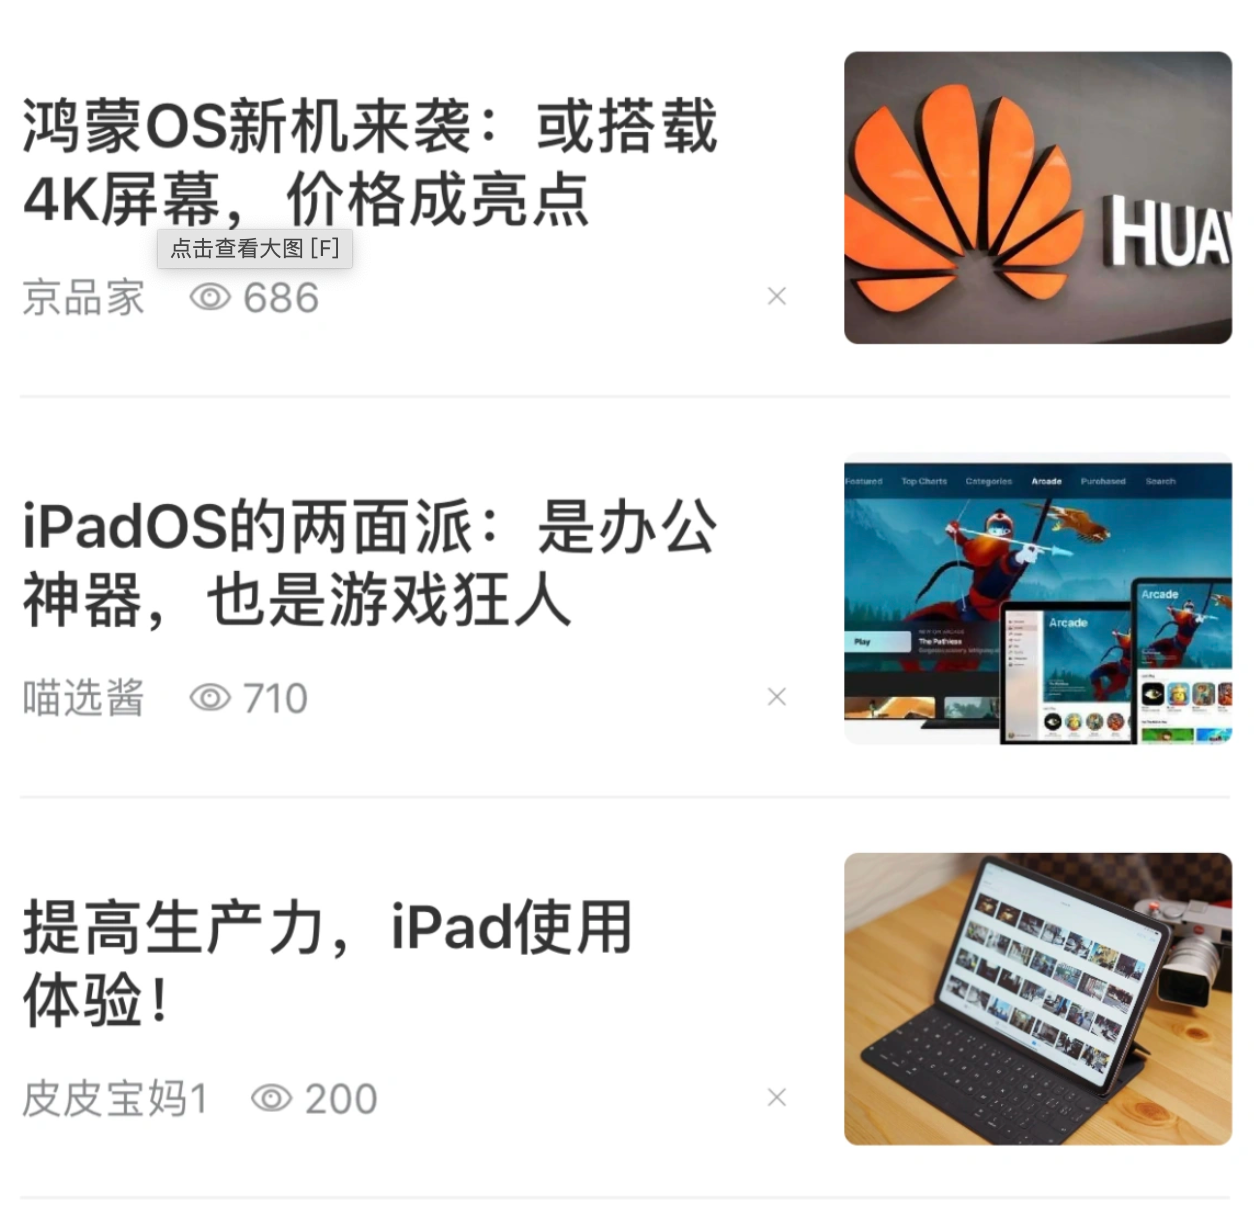 鸿蒙OS新机来袭：或搭载
4K屏幕，价格成亮点
点击查看大图 [F]
京品家 686
HUA
iPadOS的两面派：是办公
神器，也是游戏狂人
喵选酱 710
Featured Top Charts Categories Arcade Purchased Search
Arcade
Arcade
Play
The Pathless
提高生产力，iPad使用
体验！
皮皮宝妈1 200